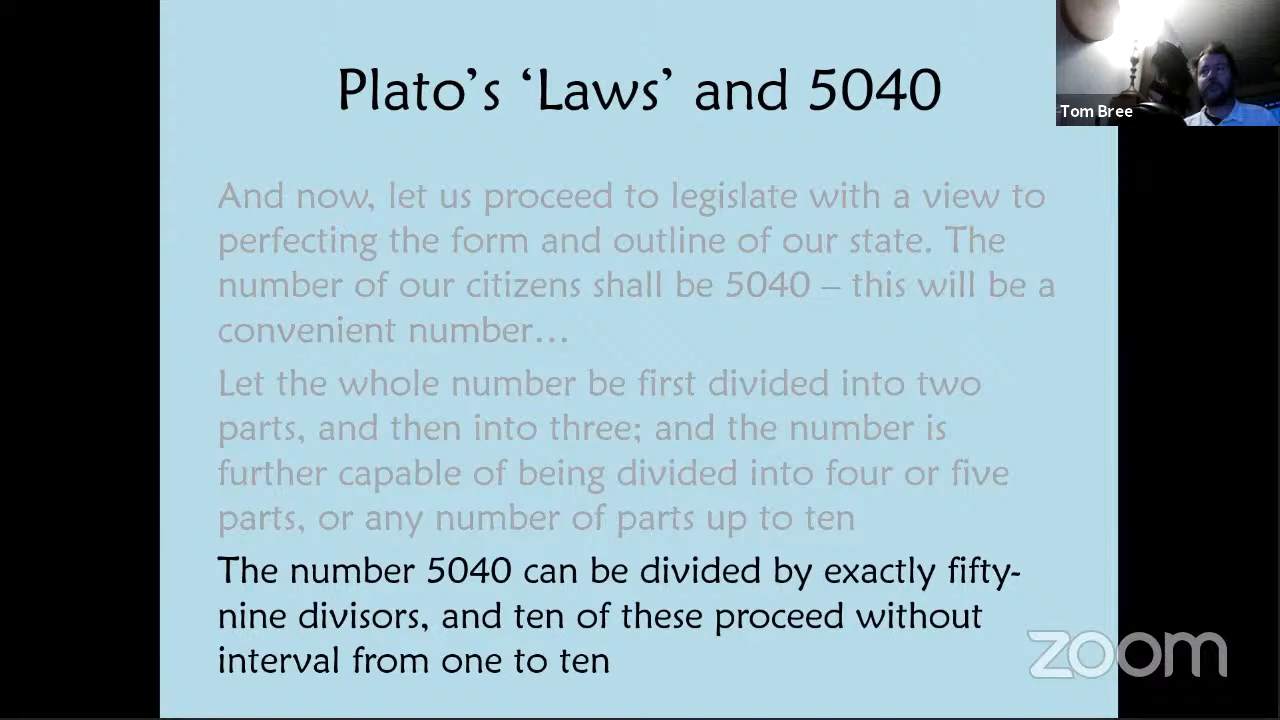 Plato’s ‘Laws’ and 5040
Tom Bree
And now, let us proceed to legislate with a view to
perfecting the form and outline of our state. The
number of our citizens shall be 5040 – this will be a
convenient number…
Let the whole number be first divided into two
parts, and then into three; and the number is
further capable of being divided into four or five
parts, or any number of parts up to ten
The number 5040 can be divided by exactly fifty-
nine divisors, and ten of these proceed without
interval from one to ten
zoom